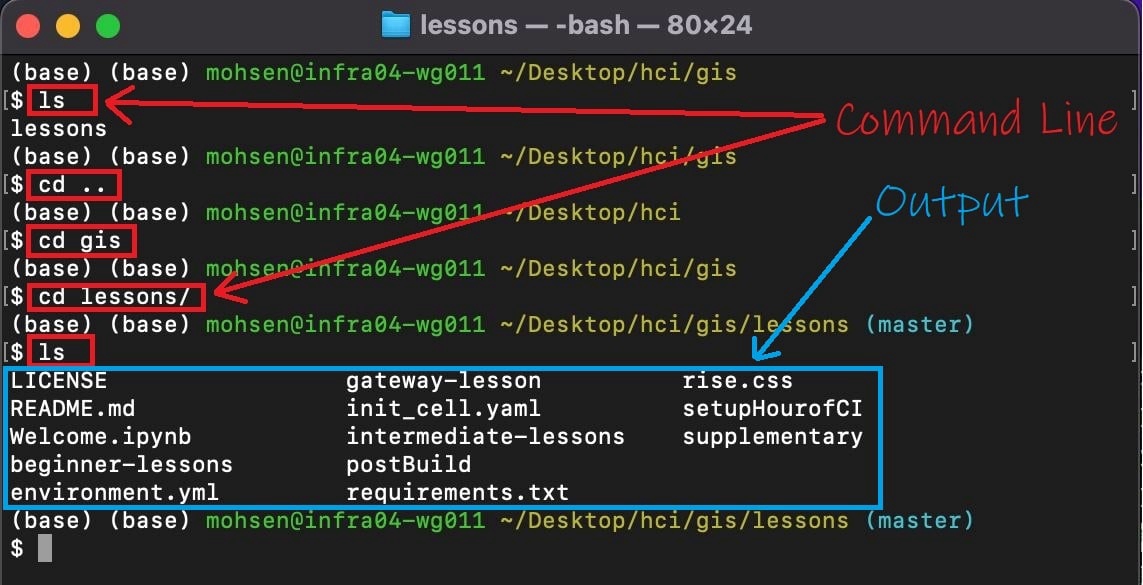 lessons — -bash — 80×24
(base) (base) mohsen@infra04-wg011 ~/Desktop/hci/gis
[$ ls ]
Command Line
lessons
(base) (base) mohsen@infra04-wg011 ~/Desktop/hci/gis
[$ cd .. ]
Output
(base) (base) mohsen@infra04-wg011 ~/Desktop/hci
[$ cd gis ]
(base) (base) mohsen@infra04-wg011 ~/Desktop/hci/gis
[$ cd lessons/ ]
(base) (base) mohsen@infra04-wg011 ~/Desktop/hci/gis/lessons (master)
[$ ls ]
LICENSE gateway-lesson rise.css
README.md init_cell.yaml setupHourofCI
Welcome.ipynb intermediate-lessons supplementary
beginner-lessons postBuild
environment.yml requirements.txt
(base) (base) mohsen@infra04-wg011 ~/Desktop/hci/gis/lessons (master)
$